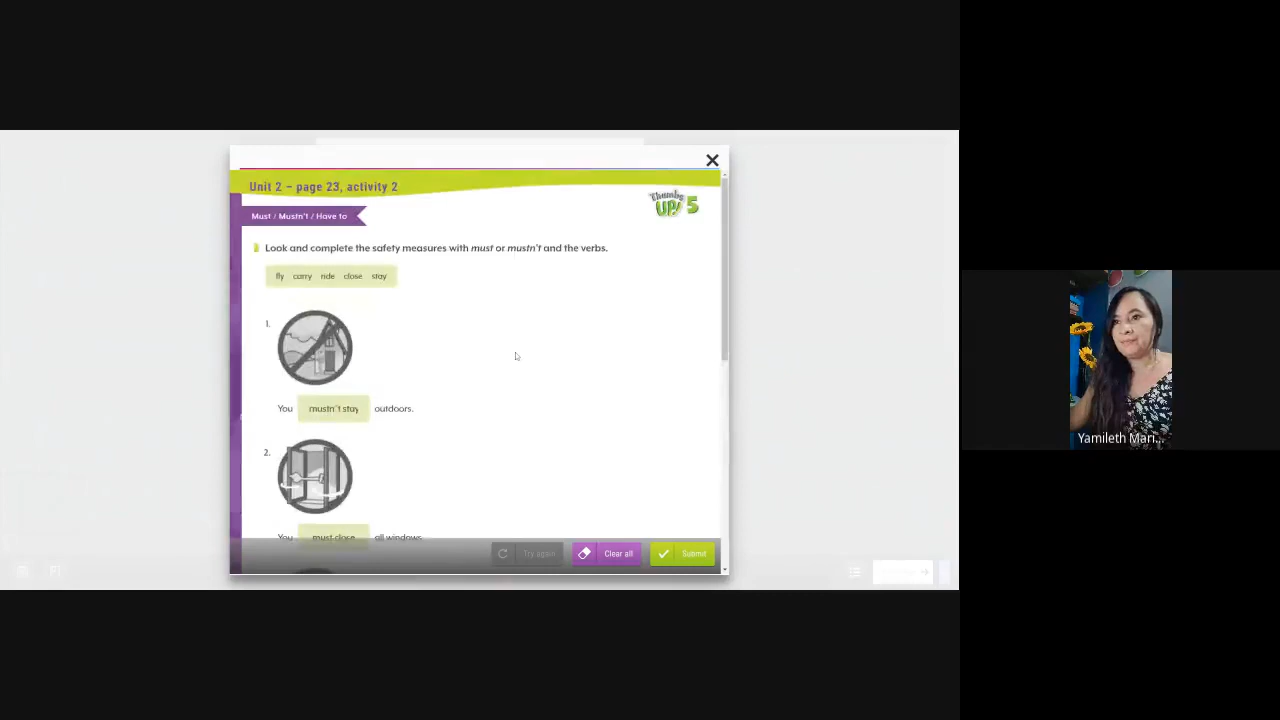 Unit 2 – page 23, activity 2
Thumbs UP! 5
Must / Mustn't / Have to
Look and complete the safety measures with must or mustn't and the verbs.
fly carry ride close stay
1.
You mustn't stay outdoors.
2.
You must close all windows.
Try again Clear all Submit
Yamileth Mari...